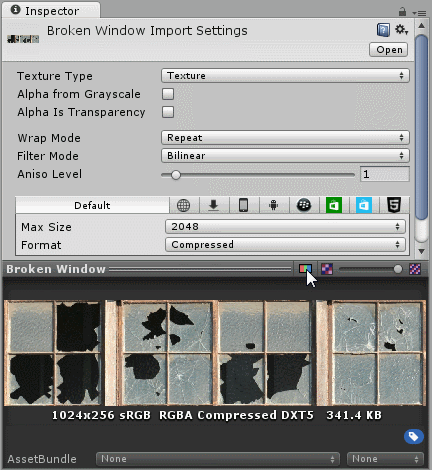 Inspector
Broken Window Import Settings
Open
Texture Type Texture
Alpha from Grayscale
Alpha Is Transparency
Wrap Mode Repeat
Filter Mode Bilinear
Aniso Level 1
Default
Max Size 2048
Format Compressed
Broken Window
1024x256 sRGB RGBA Compressed DXT5 341.4 KB
AssetBundle None None